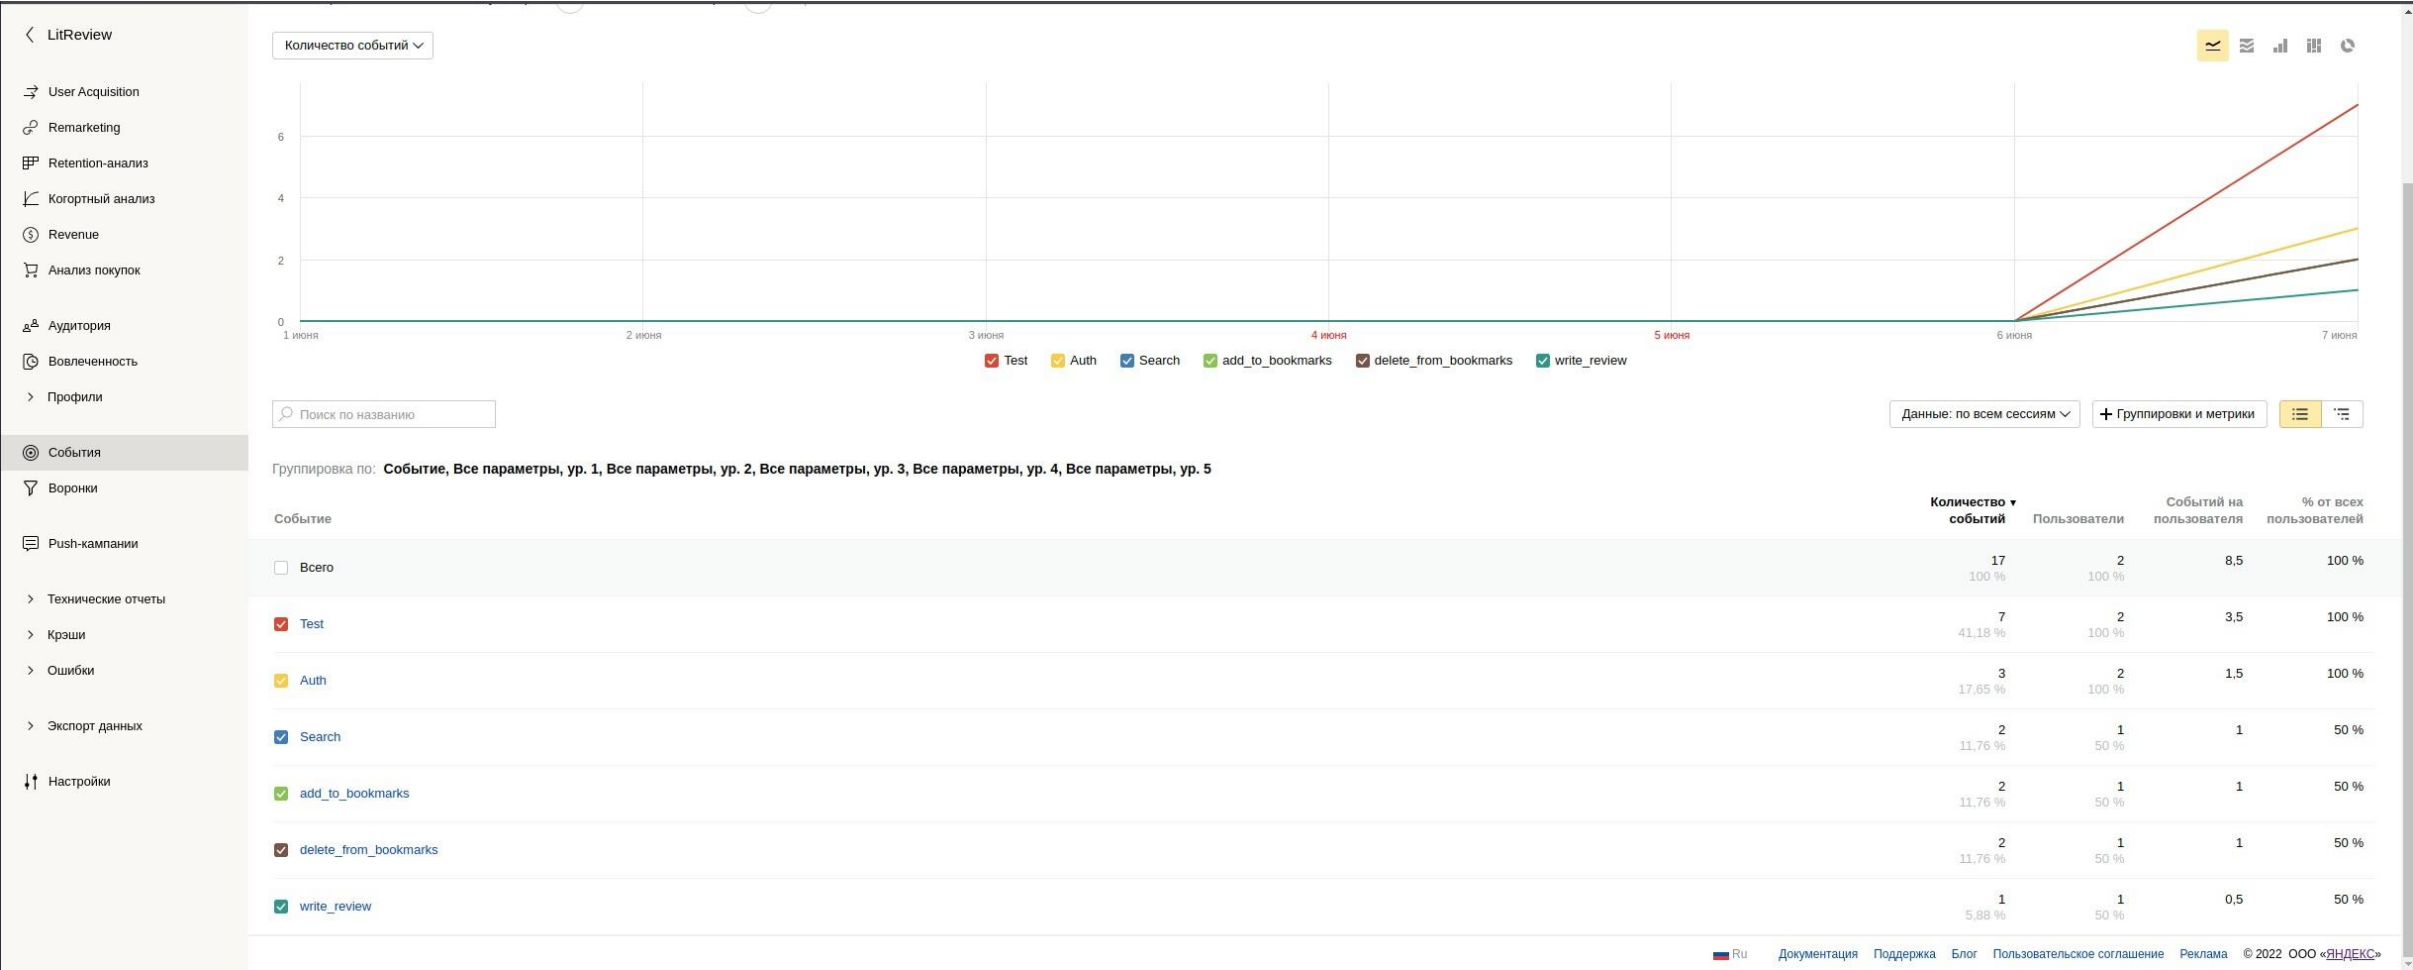 LitReview
User Acquisition
Remarketing
Retention-анализ
Когортный анализ
Revenue
Анализ покупок
Аудитория
Вовлеченность
Профили
События
Воронки
Push-кампании
Технические отчеты
Крэши
Ошибки
Экспорт данных
Настройки
Количество событий
6
4
2
0
1 июня 2 июня 3 июня 4 июня 5 июня 6 июня 7 июня
Test Auth Search add_to_bookmarks delete_from_bookmarks write_review
Поиск по названию Данные: по всем сессиям + Группировки и метрики
Группировка по: Событие, Все параметры, ур. 1, Все параметры, ур. 2, Все параметры, ур. 3, Все параметры, ур. 4, Все параметры, ур. 5
Количество ▼ Событий на % от всех
Событие событий Пользователи пользователя пользователей
Всего 17 2 8,5 100 %
100 % 100 %
Test 7 2 3,5 100 %
41,18 % 100 %
Auth 3 2 1,5 100 %
17,65 % 100 %
Search 2 1 1 50 %
11,76 % 50 %
add_to_bookmarks 2 1 1 50 %
11,76 % 50 %
delete_from_bookmarks 2 1 1 50 %
11,76 % 50 %
write_review 1 1 0,5 50 %
5,88 % 50 %
Ru Документация Поддержка Блог Пользовательское соглашение Реклама © 2022 ООО «ЯНДЕКС»